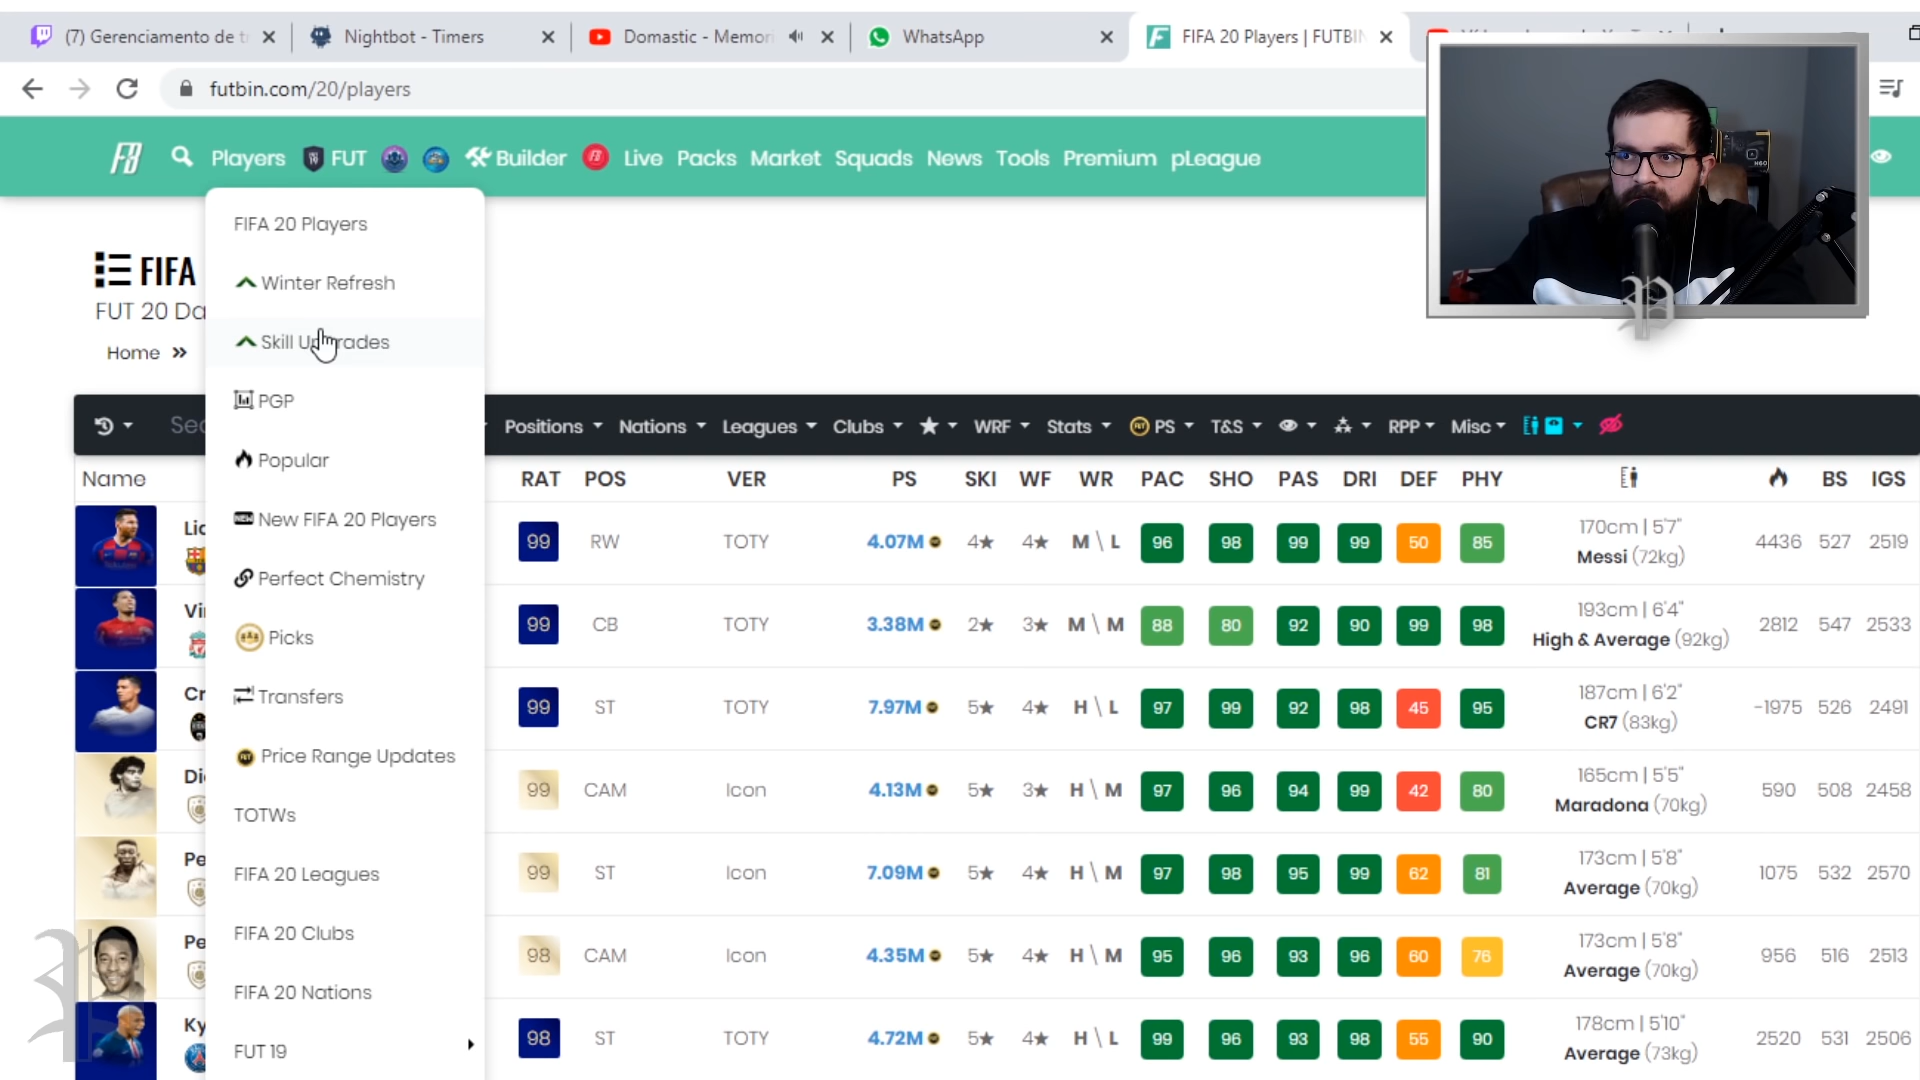 (7) Gerenciamento de t
Nightbot - Timers
Domastic - Memori
WhatsApp
FIFA 20 Players | FUTBIN
futbin.com/20/players
Players FUT Builder Live Packs Market Squads News Tools Premium pLeague
FIFA 20 Players
Winter Refresh
Skill Upgrades
PGP
Popular
New FIFA 20 Players
Perfect Chemistry
Picks
Transfers
Price Range Updates
TOTWs
FIFA 20 Leagues
FIFA 20 Clubs
FIFA 20 Nations
FUT 19
FIFA
FUT 20 Da
Home »
Sea Positions Nations Leagues Clubs WRF Stats PS T&S RPP Misc
Name RAT POS VER PS SKI WF WR PAC SHO PAS DRI DEF PHY BS IGS
Lio 99 RW TOTY 4.07M 4★ 4★ M \ L 96 98 99 99 50 85 170cm | 5'7" 4436 527 2519
Messi (72kg)
Vi 99 CB TOTY 3.38M 2★ 3★ M \ M 88 80 92 90 99 98 193cm | 6'4" 2812 547 2533
High & Average (92kg)
Cr 99 ST TOTY 7.97M 5★ 4★ H \ L 97 99 92 98 45 95 187cm | 6'2" -1975 526 2491
CR7 (83kg)
Di 99 CAM Icon 4.13M 5★ 3★ H \ M 97 96 94 99 42 80 165cm | 5'5" 590 508 2458
Maradona (70kg)
Pe 99 ST Icon 7.09M 5★ 4★ H \ M 97 98 95 99 62 81 173cm | 5'8" 1075 532 2570
Average (70kg)
Pe 98 CAM Icon 4.35M 5★ 4★ H \ M 95 96 93 96 60 76 173cm | 5'8" 956 516 2513
Average (70kg)
Ky 98 ST TOTY 4.72M 5★ 4★ H \ L 99 96 93 98 55 90 178cm | 5'10" 2520 531 2506
Average (73kg)